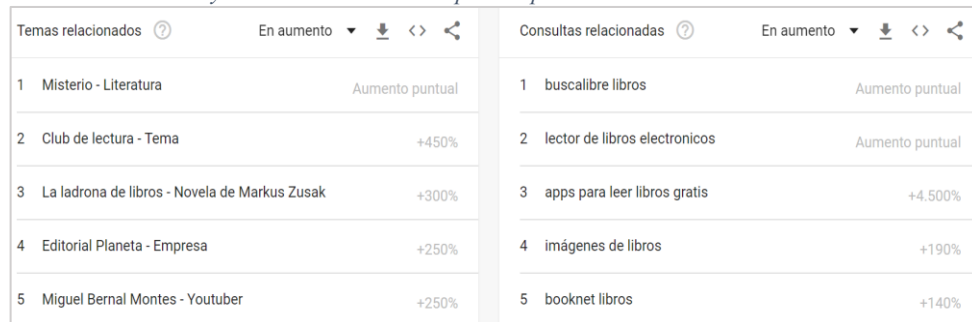 Temas relacionados
En aumento
1 Misterio - Literatura Aumento puntual
2 Club de lectura - Tema +450%
3 La ladrona de libros - Novela de Markus Zusak +300%
4 Editorial Planeta - Empresa +250%
5 Miguel Bernal Montes - Youtuber +250%
Consultas relacionadas
En aumento
1 buscalibre libros Aumento puntual
2 lector de libros electronicos Aumento puntual
3 apps para leer libros gratis +4.500%
4 imágenes de libros +190%
5 booknet libros +140%